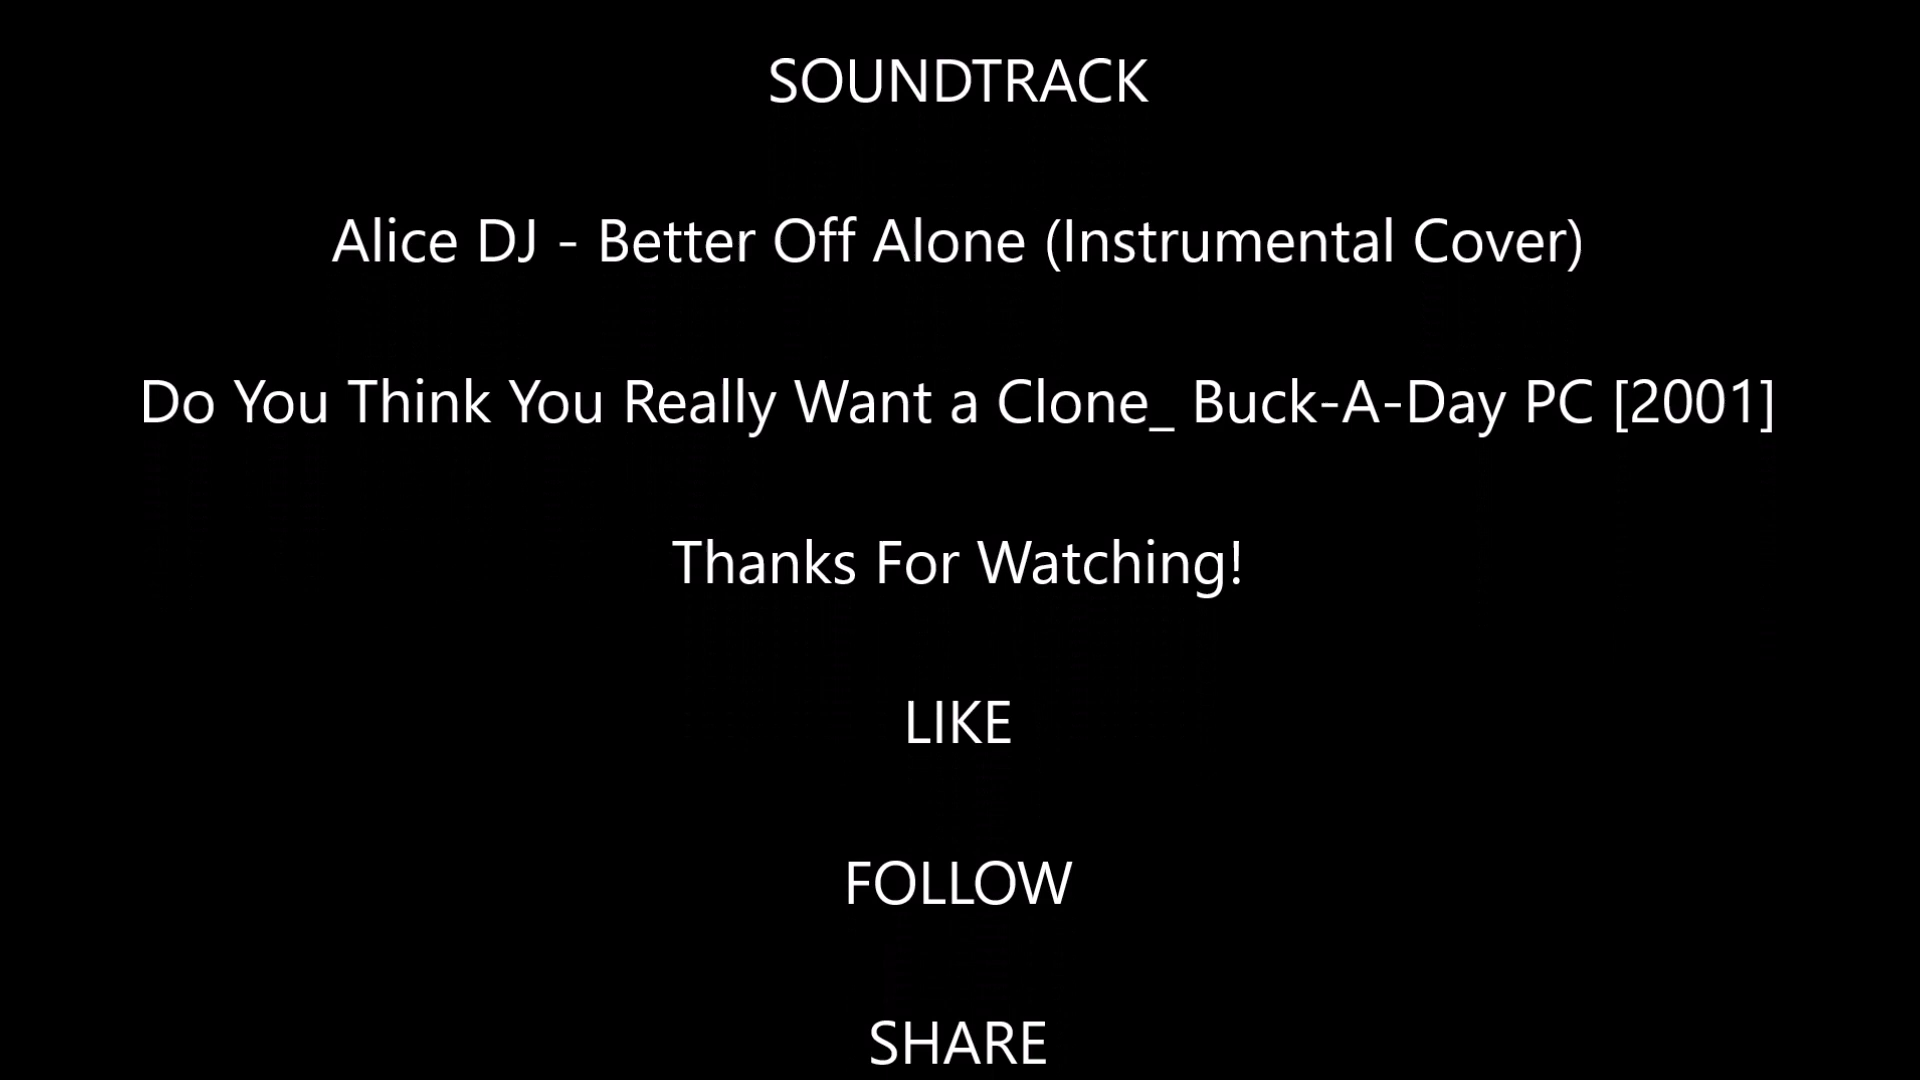 SOUNDTRACK
Alice DJ - Better Off Alone (Instrumental Cover)
Do You Think You Really Want a Clone_ Buck-A-Day PC [2001]
Thanks For Watching!
LIKE
FOLLOW
SHARE